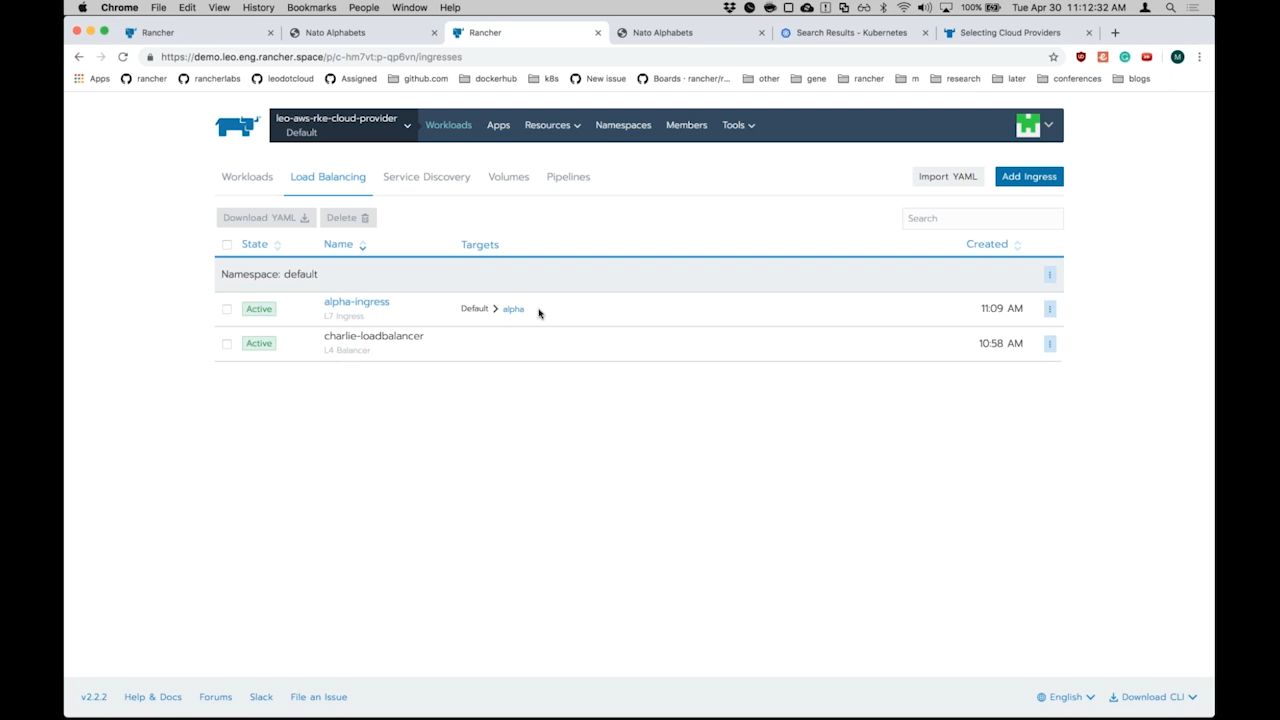 Chrome File Edit View History Bookmarks People Window Help 100% Tue Apr 30 11:12:32 AM
Rancher Nato Alphabets Rancher Nato Alphabets Search Results - Kubernetes Selecting Cloud Providers
https://demo.leo.eng.rancher.space/p/c-hm7vt:p-qp6vn/ingresses
Apps rancher rancherlabs leodotcloud Assigned github.com dockerhub k8s New issue Boards · rancher/r... other gene rancher m research later conferences blogs
leo-aws-rke-cloud-provider
Default
Workloads Apps Resources Namespaces Members Tools
Workloads Load Balancing Service Discovery Volumes Pipelines Import YAML Add Ingress
Download YAML Delete Search
State Name Targets Created
Namespace: default
Active alpha-ingress Default > alpha 11:09 AM
L7 Ingress
Active charlie-loadbalancer 10:58 AM
L4 Balancer
v2.2.2 Help & Docs Forums Slack File an Issue English Download CLI